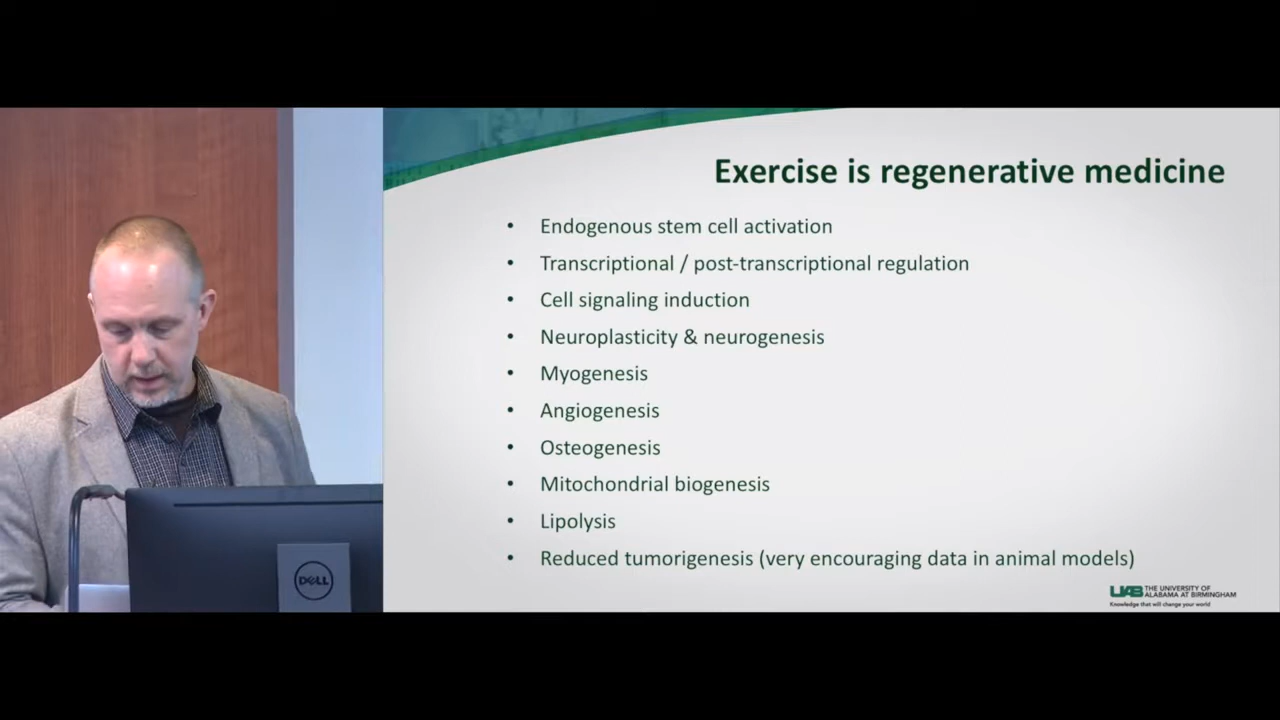 Exercise is regenerative medicine
• Endogenous stem cell activation
• Transcriptional / post-transcriptional regulation
• Cell signaling induction
• Neuroplasticity & neurogenesis
• Myogenesis
• Angiogenesis
• Osteogenesis
• Mitochondrial biogenesis
• Lipolysis
• Reduced tumorigenesis (very encouraging data in animal models)
DELL
UAB THE UNIVERSITY OF
ALABAMA AT BIRMINGHAM
Knowledge that will change your world